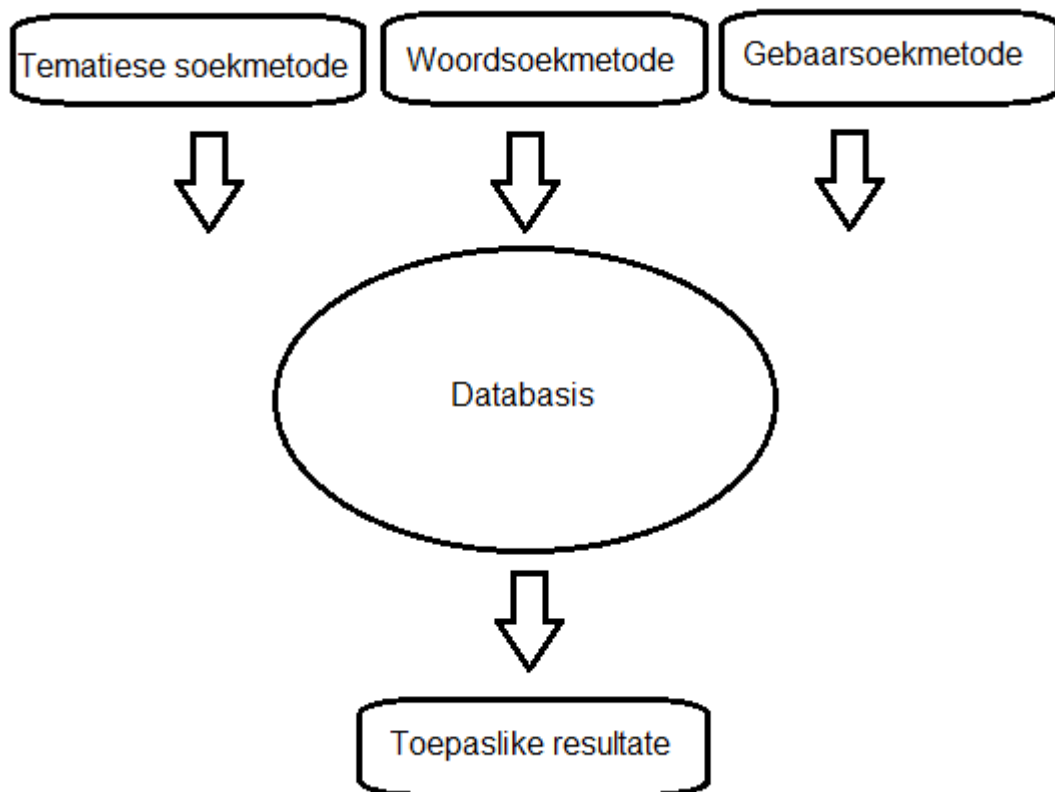 Tematiese soekmetode
Woordsoekmetode
Gebaarsoekmetode
Databasis
Toepaslike resultate